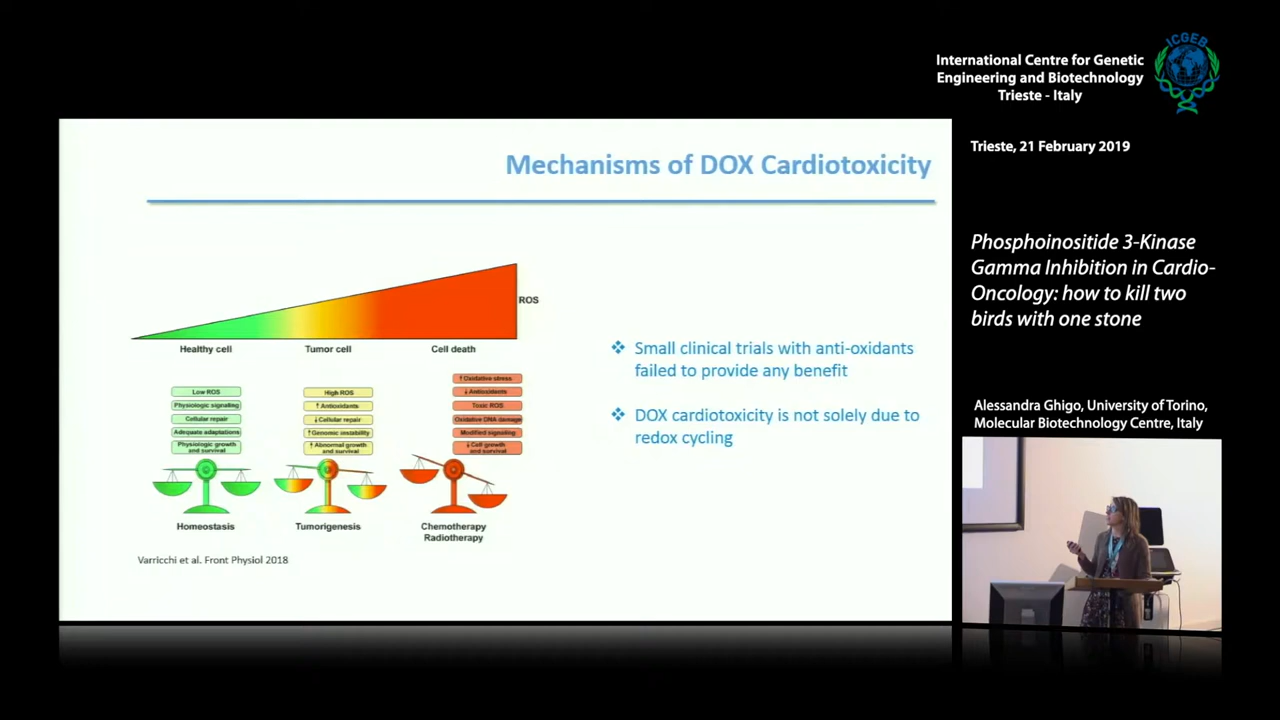 ICGEB
International Centre for Genetic
Engineering and Biotechnology
Trieste - Italy
Trieste, 21 February 2019
Phosphoinositide 3-Kinase
Gamma Inhibition in Cardio-
Oncology: how to kill two
birds with one stone
Alessandra Ghigo, University of Torino,
Molecular Biotechnology Centre, Italy
Mechanisms of DOX Cardiotoxicity
ROS
Healthy cell
Tumor cell
Cell death
Low ROS
Physiologic signaling
Cellular repair
Adequate adaptations
Physiologic growth
and survival
High ROS
↑ Antioxidants
↓ Cellular repair
↑ Genomic instability
↑ Abnormal growth
and survival
↑ Oxidative stress
↓ Antioxidants
Toxic ROS
Oxidative DNA damage
Modified signaling
↓ Cell growth
and survival
Homeostasis
Tumorigenesis
Chemotherapy
Radiotherapy
Varricchi et al. Front Physiol 2018
❖ Small clinical trials with anti-oxidants
failed to provide any benefit
❖ DOX cardiotoxicity is not solely due to
redox cycling